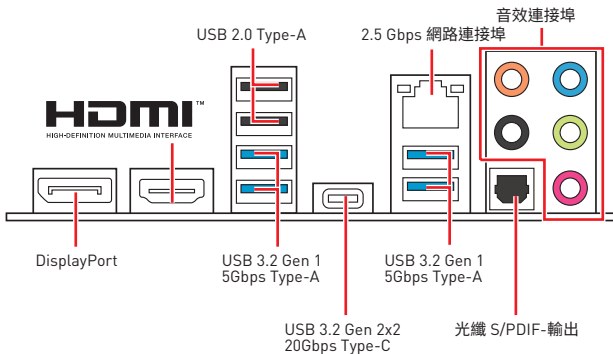 音效連接埠
USB 2.0 Type-A
2.5 Gbps 網路連接埠
HDMI™
HIGH-DEFINITION MULTIMEDIA INTERFACE
DisplayPort
USB 3.2 Gen 1
5Gbps Type-A
USB 3.2 Gen 1
5Gbps Type-A
USB 3.2 Gen 2x2
20Gbps Type-C
光纖 S/PDIF-輸出